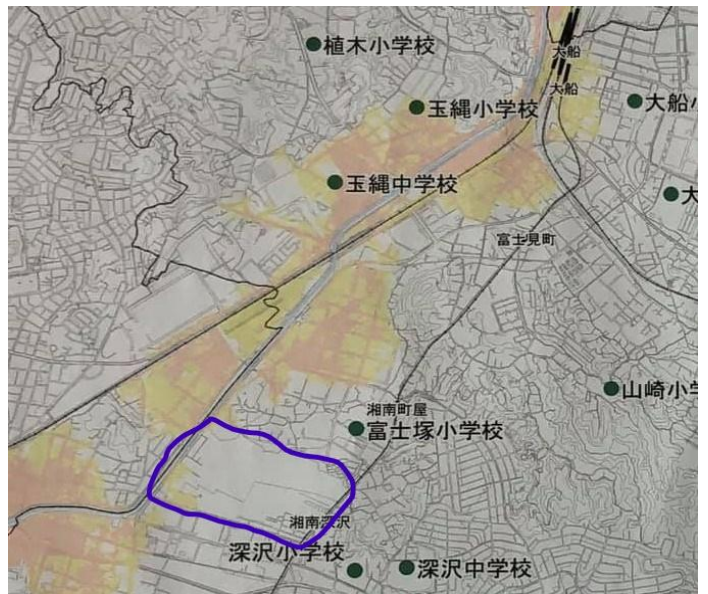 植木小学校
大船
大船
玉縄小学校
大船小
玉縄中学校
大
富士見町
山崎小学
湘南町屋
富士塚小学校
湘南深沢
深沢小学校
深沢中学校